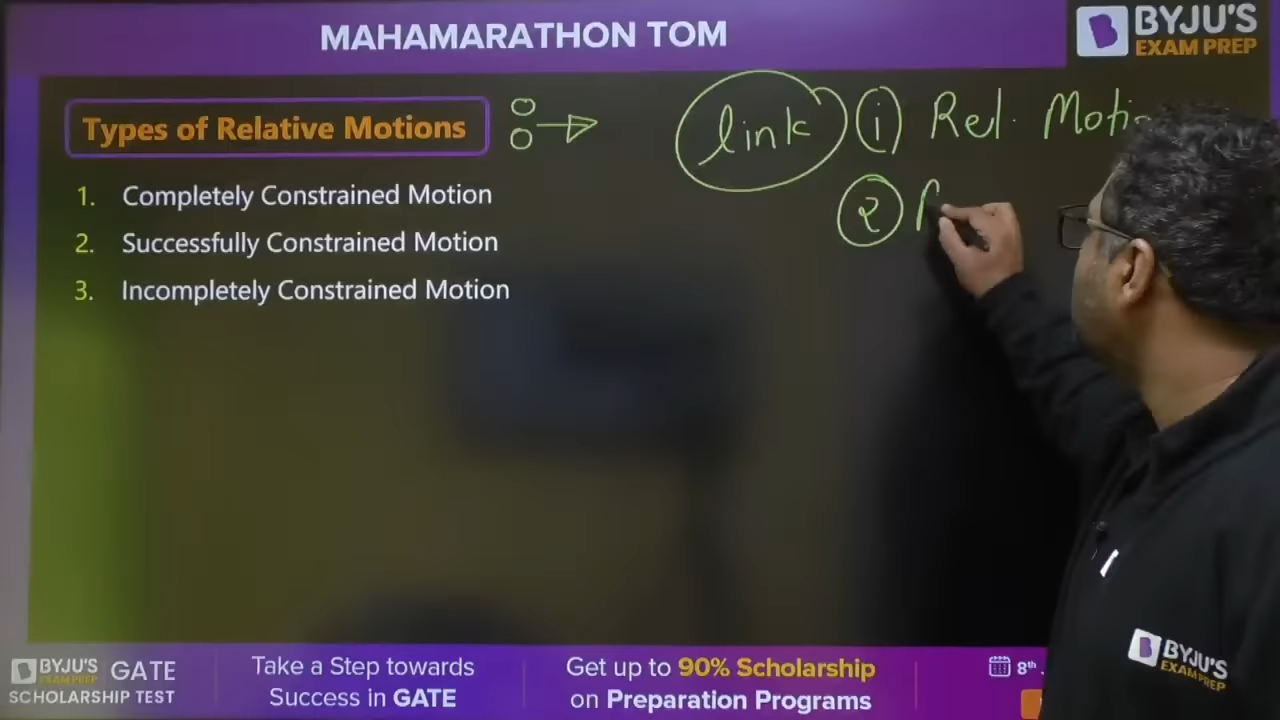 MAHAMARATHON TOM
BYJU'S
EXAM PREP
Types of Relative Motions
link (i) Rel. Motio
1. Completely Constrained Motion
2
2. Successfully Constrained Motion
3. Incompletely Constrained Motion
BYJU'S
EXAM PREP
BYJU'S GATE
EXAM PREP
SCHOLARSHIP TEST
Take a Step towards
Success in GATE
Get up to 90% Scholarship
on Preparation Programs
8th